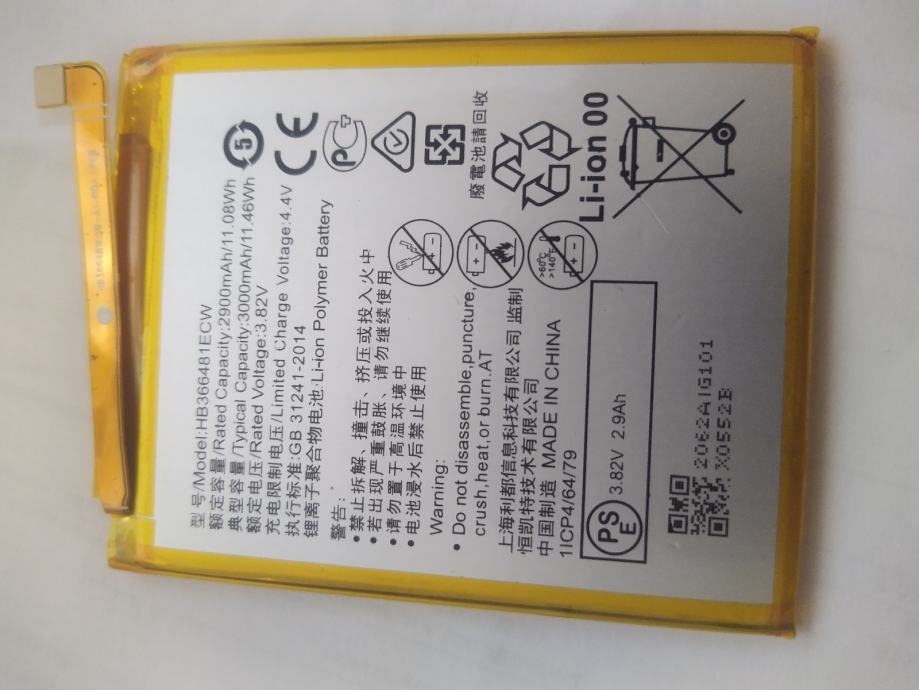 型号/Model:HB366481ECW
额定容量/Rated Capacity:2900mAh/11.08Wh
典型容量/Typical Capacity:3000mAh/11.46Wh
额定电压/Rated Voltage:3.82V
充电限制电压/Limited Charge Voltage:4.4V
执行标准:GB 31241-2014
锂离子聚合物电池:Li-ion Polymer Battery
警告:
•禁止拆解、撞击、挤压或投入火中
•若出现严重鼓胀、请勿继续使用
•请勿置于高温环境中
•电池浸水后禁止使用
Warning:
•Do not disassemble,puncture,
crush,heat,or burn.AT
上海利都信息科技有限公司 监制
恒凯特技术有限公司
中国制造 MADE IN CHINA
1ICP4/64/79
PSE 3.82V 2.9Ah
5
CE
PC
廢電池請回收
Li-ion 00
>60°C
>140°F
2062AIG101
X0552B